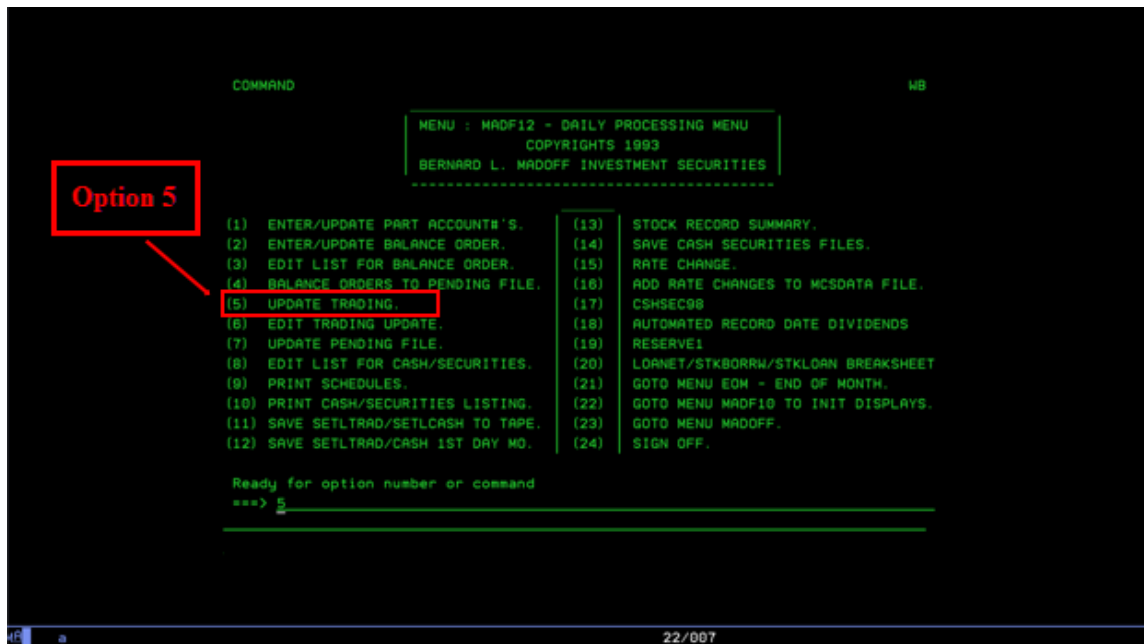 COMMAND WB
MENU : MADF12 - DAILY PROCESSING MENU
COPYRIGHTS 1993
BERNARD L. MADOFF INVESTMENT SECURITIES
Option 5
(1) ENTER/UPDATE PART ACCOUNT#'S.
(2) ENTER/UPDATE BALANCE ORDER.
(3) EDIT LIST FOR BALANCE ORDER.
(4) BALANCE ORDERS TO PENDING FILE.
(5) UPDATE TRADING.
(6) EDIT TRADING UPDATE.
(7) UPDATE PENDING FILE.
(8) EDIT LIST FOR CASH/SECURITIES.
(9) PRINT SCHEDULES.
(10) PRINT CASH/SECURITIES LISTING.
(11) SAVE SETLTRAD/SETLCASH TO TAPE.
(12) SAVE SETLTRAD/CASH 1ST DAY MO.
(13) STOCK RECORD SUMMARY.
(14) SAVE CASH SECURITIES FILES.
(15) RATE CHANGE.
(16) ADD RATE CHANGES TO MCSDATA FILE.
(17) CSHSEC98
(18) AUTOMATED RECORD DATE DIVIDENDS
(19) RESERVE1
(20) LOANET/STKBORRW/STKLOAN BREAKSHEET
(21) GOTO MENU EOM - END OF MONTH.
(22) GOTO MENU MADF10 TO INIT DISPLAYS.
(23) GOTO MENU MADOFF.
(24) SIGN OFF.
Ready for option number or command
===> 5
a 22/007